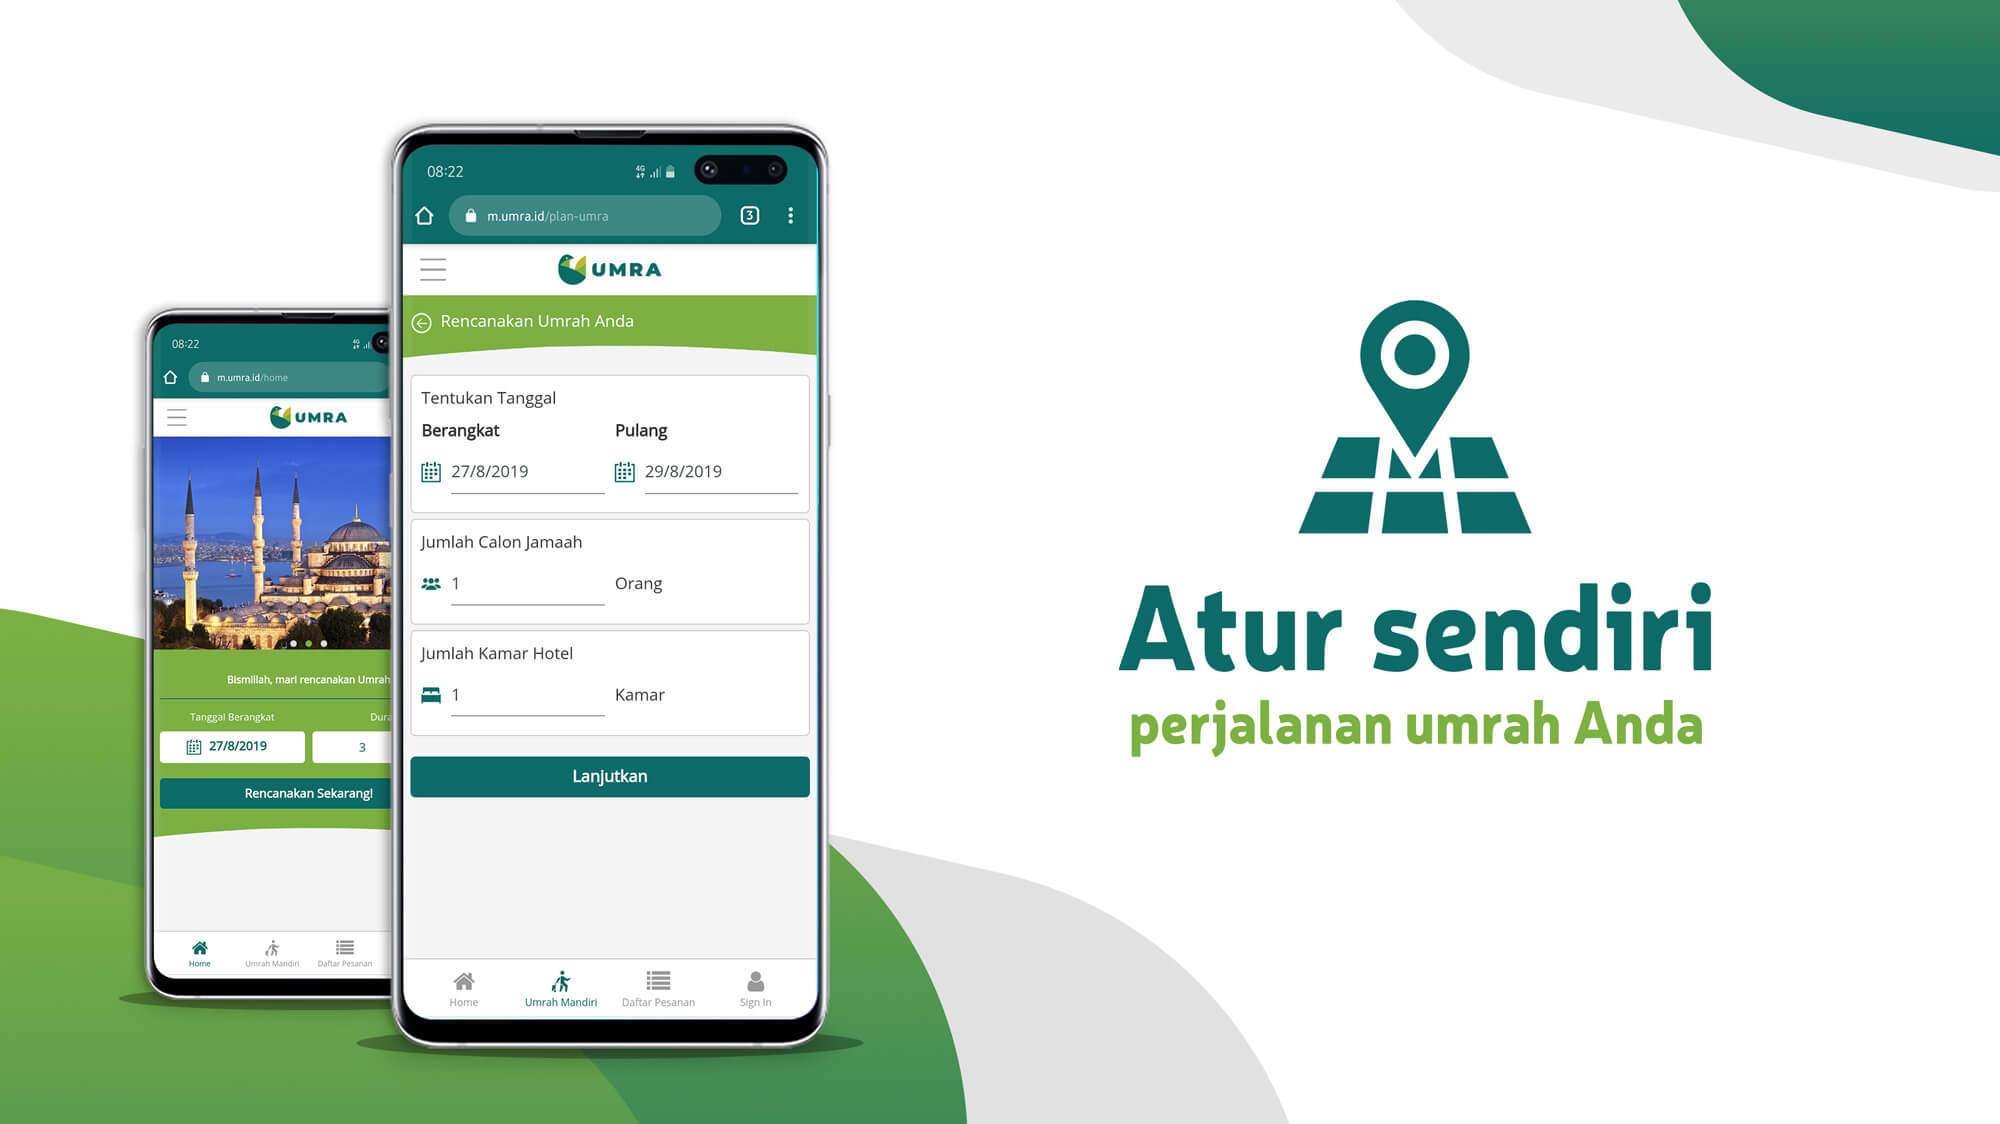 08:22
4G
m.umra.id/home
UMRA
Bismillah, mari rencanakan Umrah
Tanggal Berangkat
Dura
27/8/2019
3
Rencanakan Sekarang!
Home
Umrah Mandiri
Daftar Pesanan
08:22
4G
m.umra.id/plan-umra
3
UMRA
Rencanakan Umrah Anda
Tentukan Tanggal
Berangkat
Pulang
27/8/2019
29/8/2019
Jumlah Calon Jamaah
1
Orang
Jumlah Kamar Hotel
1
Kamar
Lanjutkan
Home
Umrah Mandiri
Daftar Pesanan
Sign In
Atur sendiri
perjalanan umrah Anda